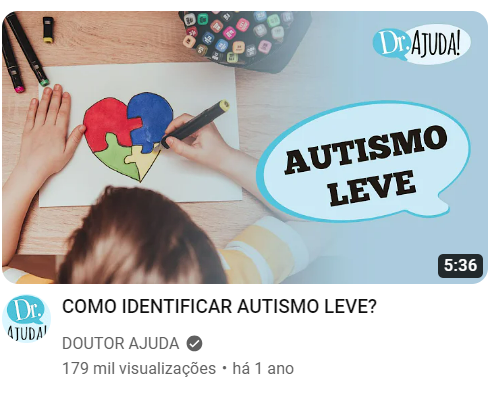 Dr.
AJUDA!
AUTISMO
LEVE
5:36
Dr.
AJUDA!
COMO IDENTIFICAR AUTISMO LEVE?
DOUTOR AJUDA
179 mil visualizações • há 1 ano